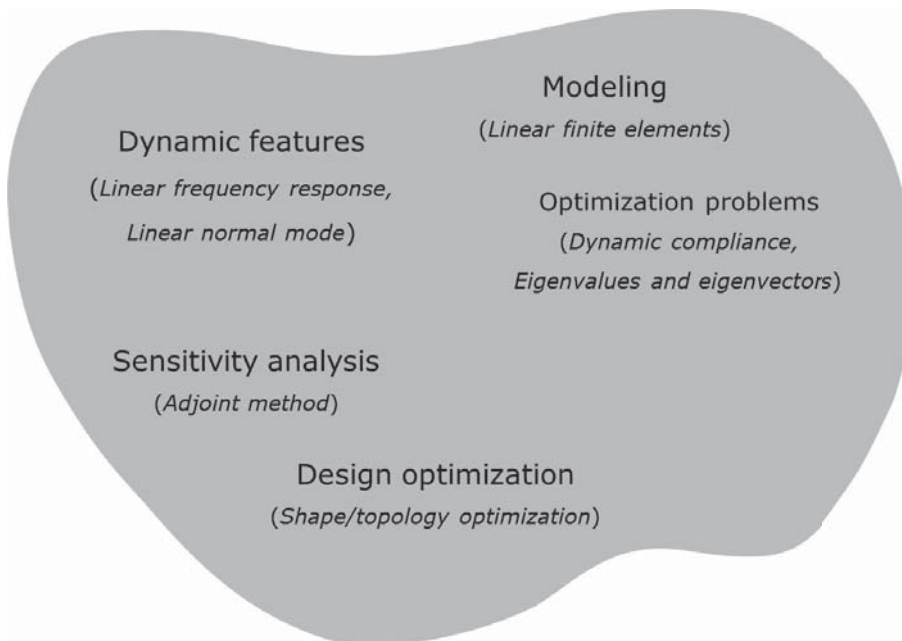 Modeling
(Linear finite elements)
Dynamic features
(Linear frequency response,
Linear normal mode)
Optimization problems
(Dynamic compliance,
Eigenvalues and eigenvectors)
Sensitivity analysis
(Adjoint method)
Design optimization
(Shape/topology optimization)